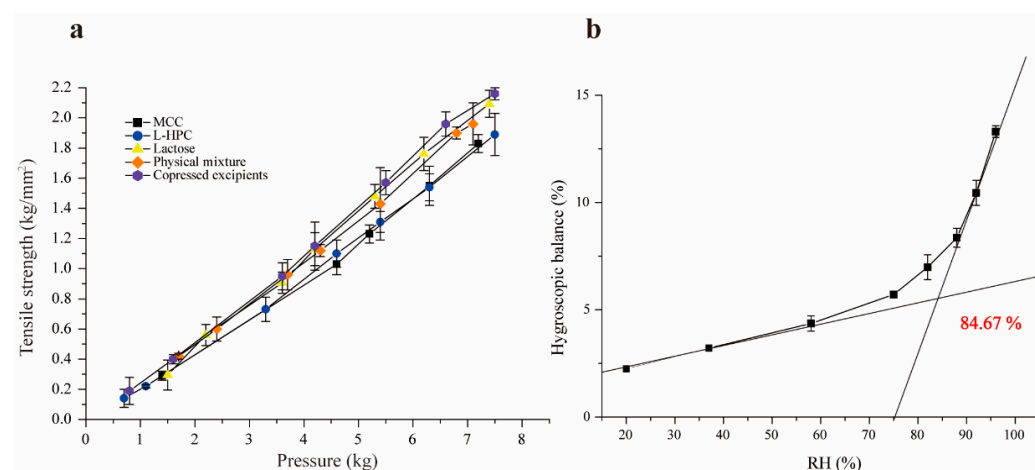 a
b
2.2
2.0
1.8
1.6
1.4
1.2
1.0
0.8
0.6
0.4
0.2
0.0
Tensile strength (kg/mm²)
MCC
L-HPC
Lactose
Physical mixture
Copressed excipients
0 1 2 3 4 5 6 7 8
Pressure (kg)
15
10
5
0
Hygroscopic balance (%)
84.67 %
20 30 40 50 60 70 80 90 100
RH (%)